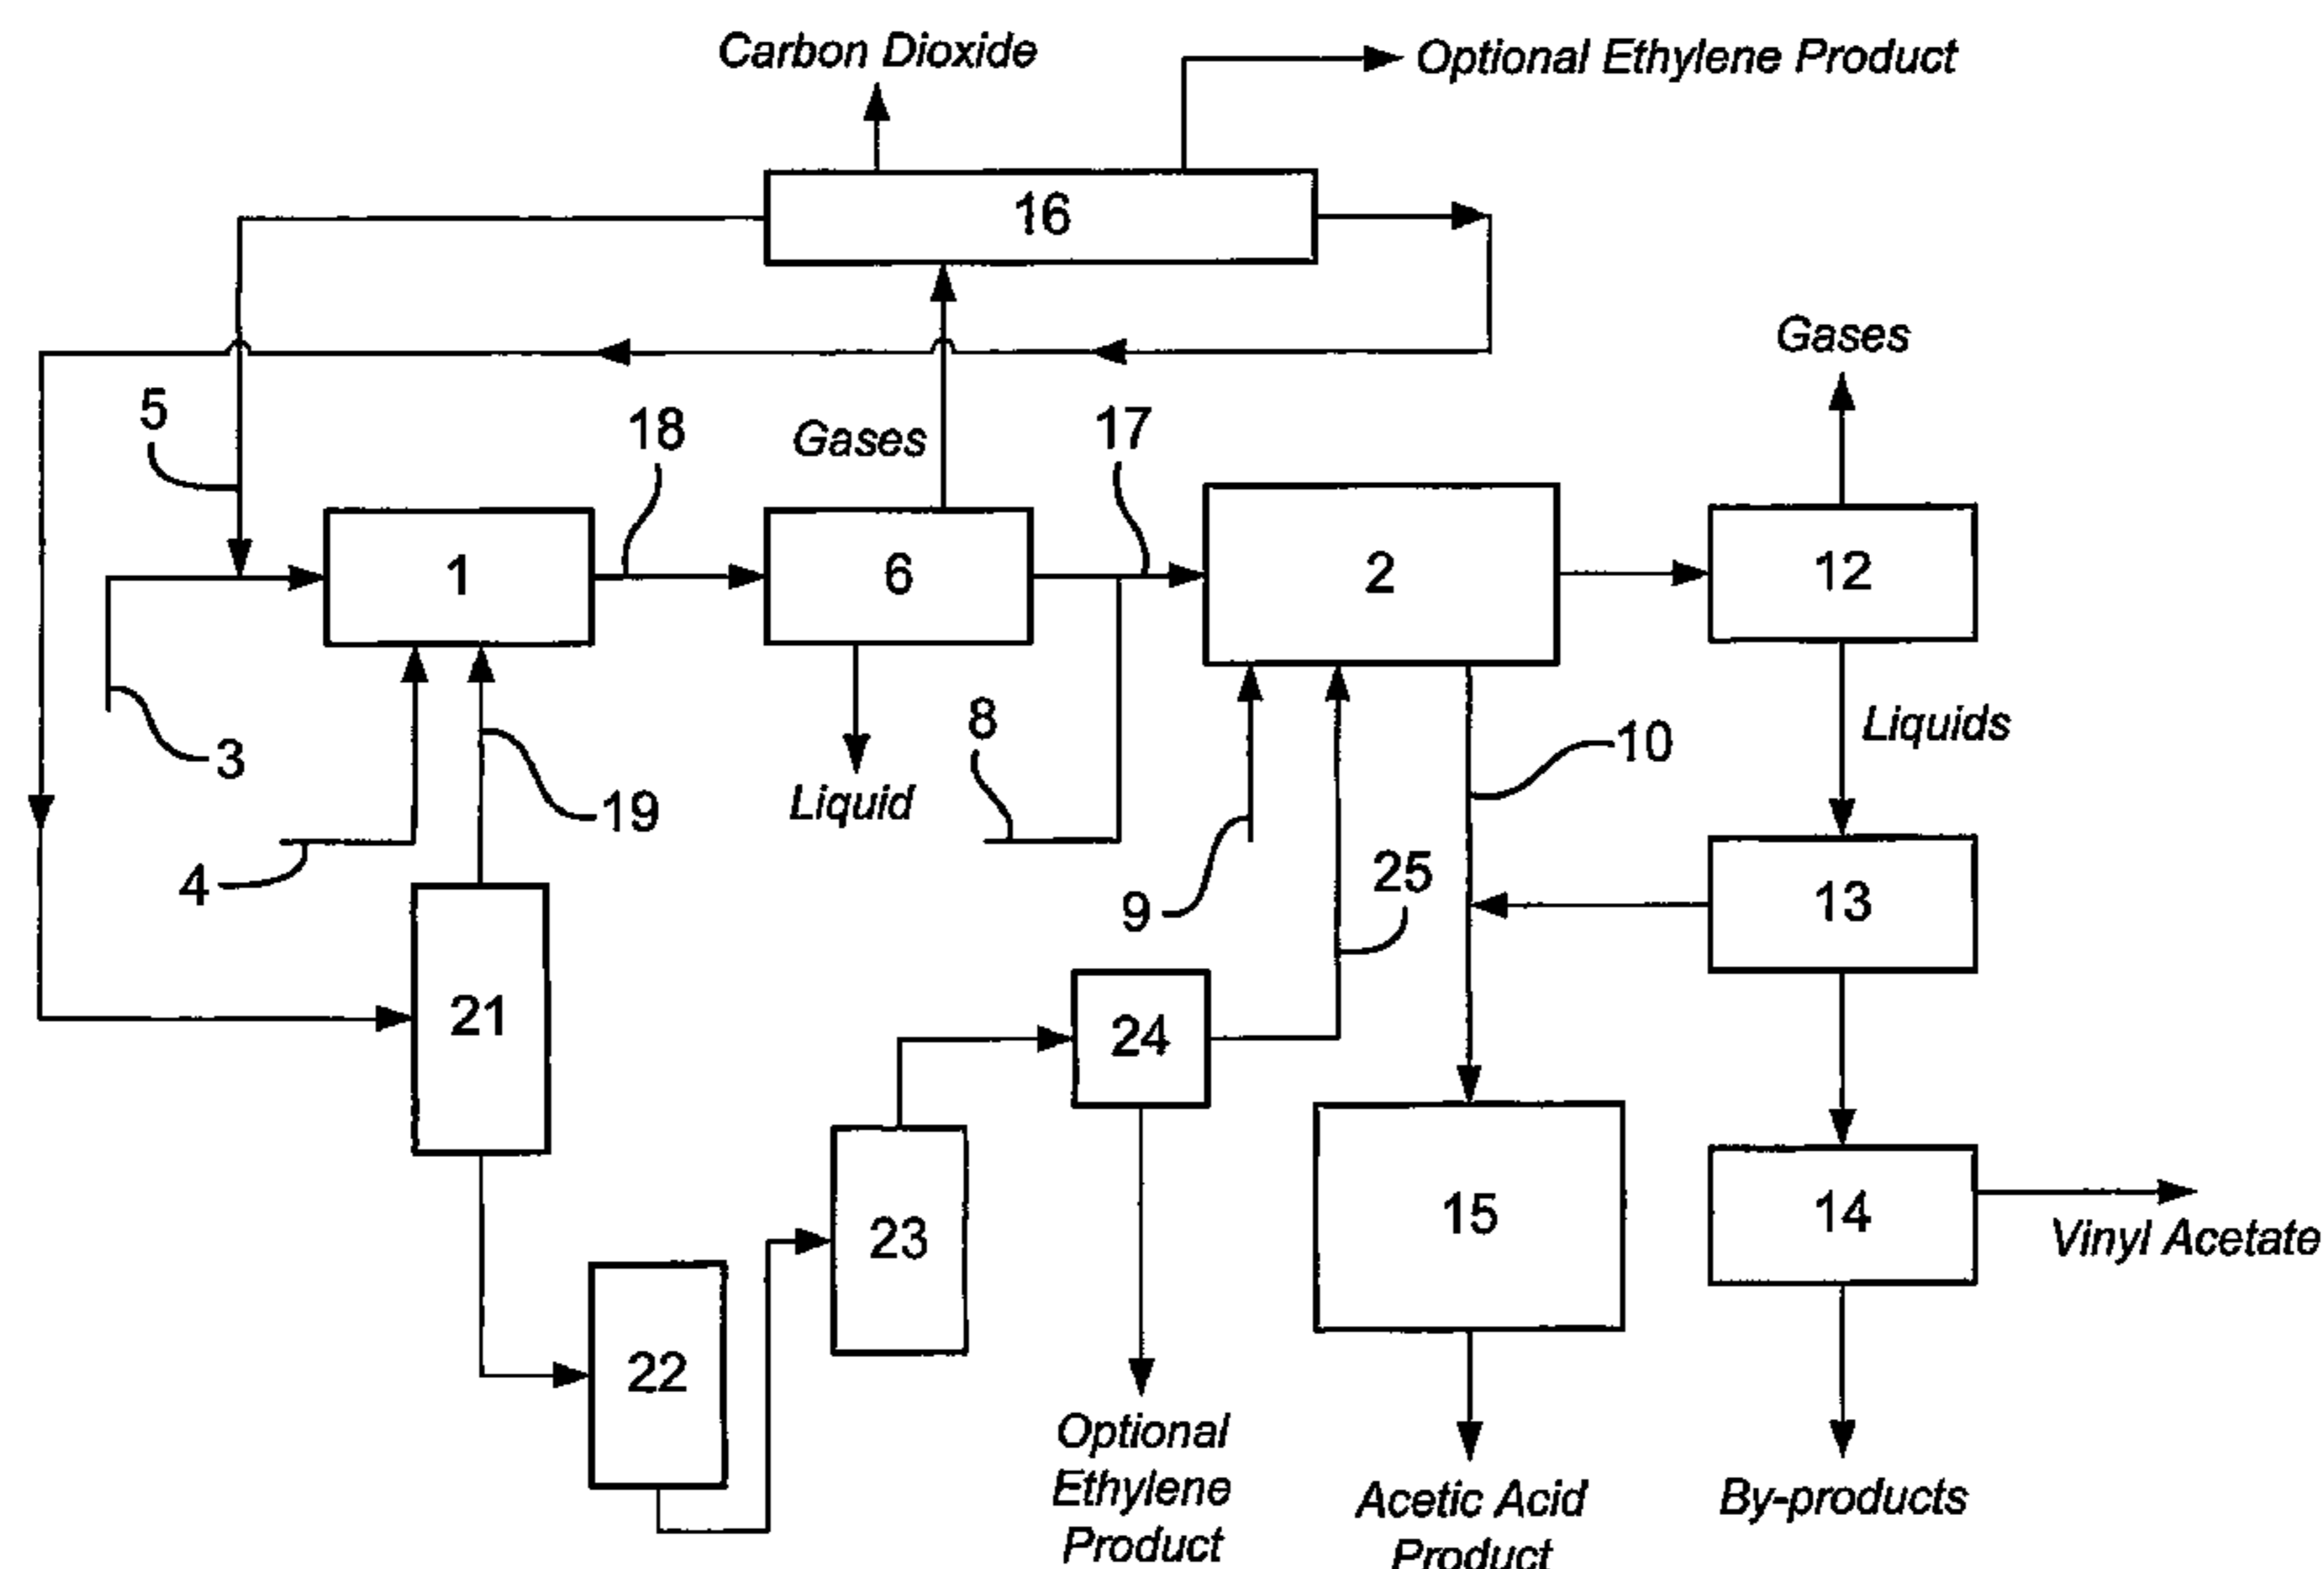 Carbon Dioxide
Optional Ethylene Product
16
Gases
5
18
Gases
17
1
6
2
12
3
19
Liquid
8
10
Liquids
4
9
25
13
21
24
23
15
14
Vinyl Acetate
22
Optional
Ethylene
Product
Acetic Acid
Product
By-products